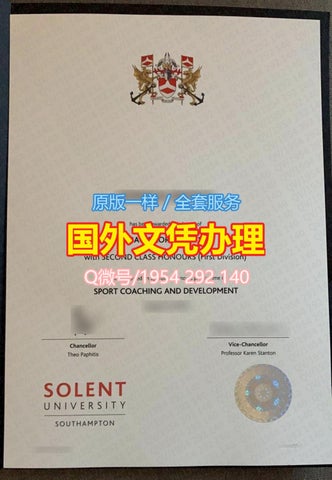 原版一样 / 全套服务
国外文凭办理
with SECOND CLASS HONOURS (First Division)
Q微号/1954 292 140
SPORT COACHING AND DEVELOPMENT
Chancellor
Theo Paphitis
Vice-Chancellor
Professor Karen Stanton
SOLENT
UNIVERSITY
SOUTHAMPTON